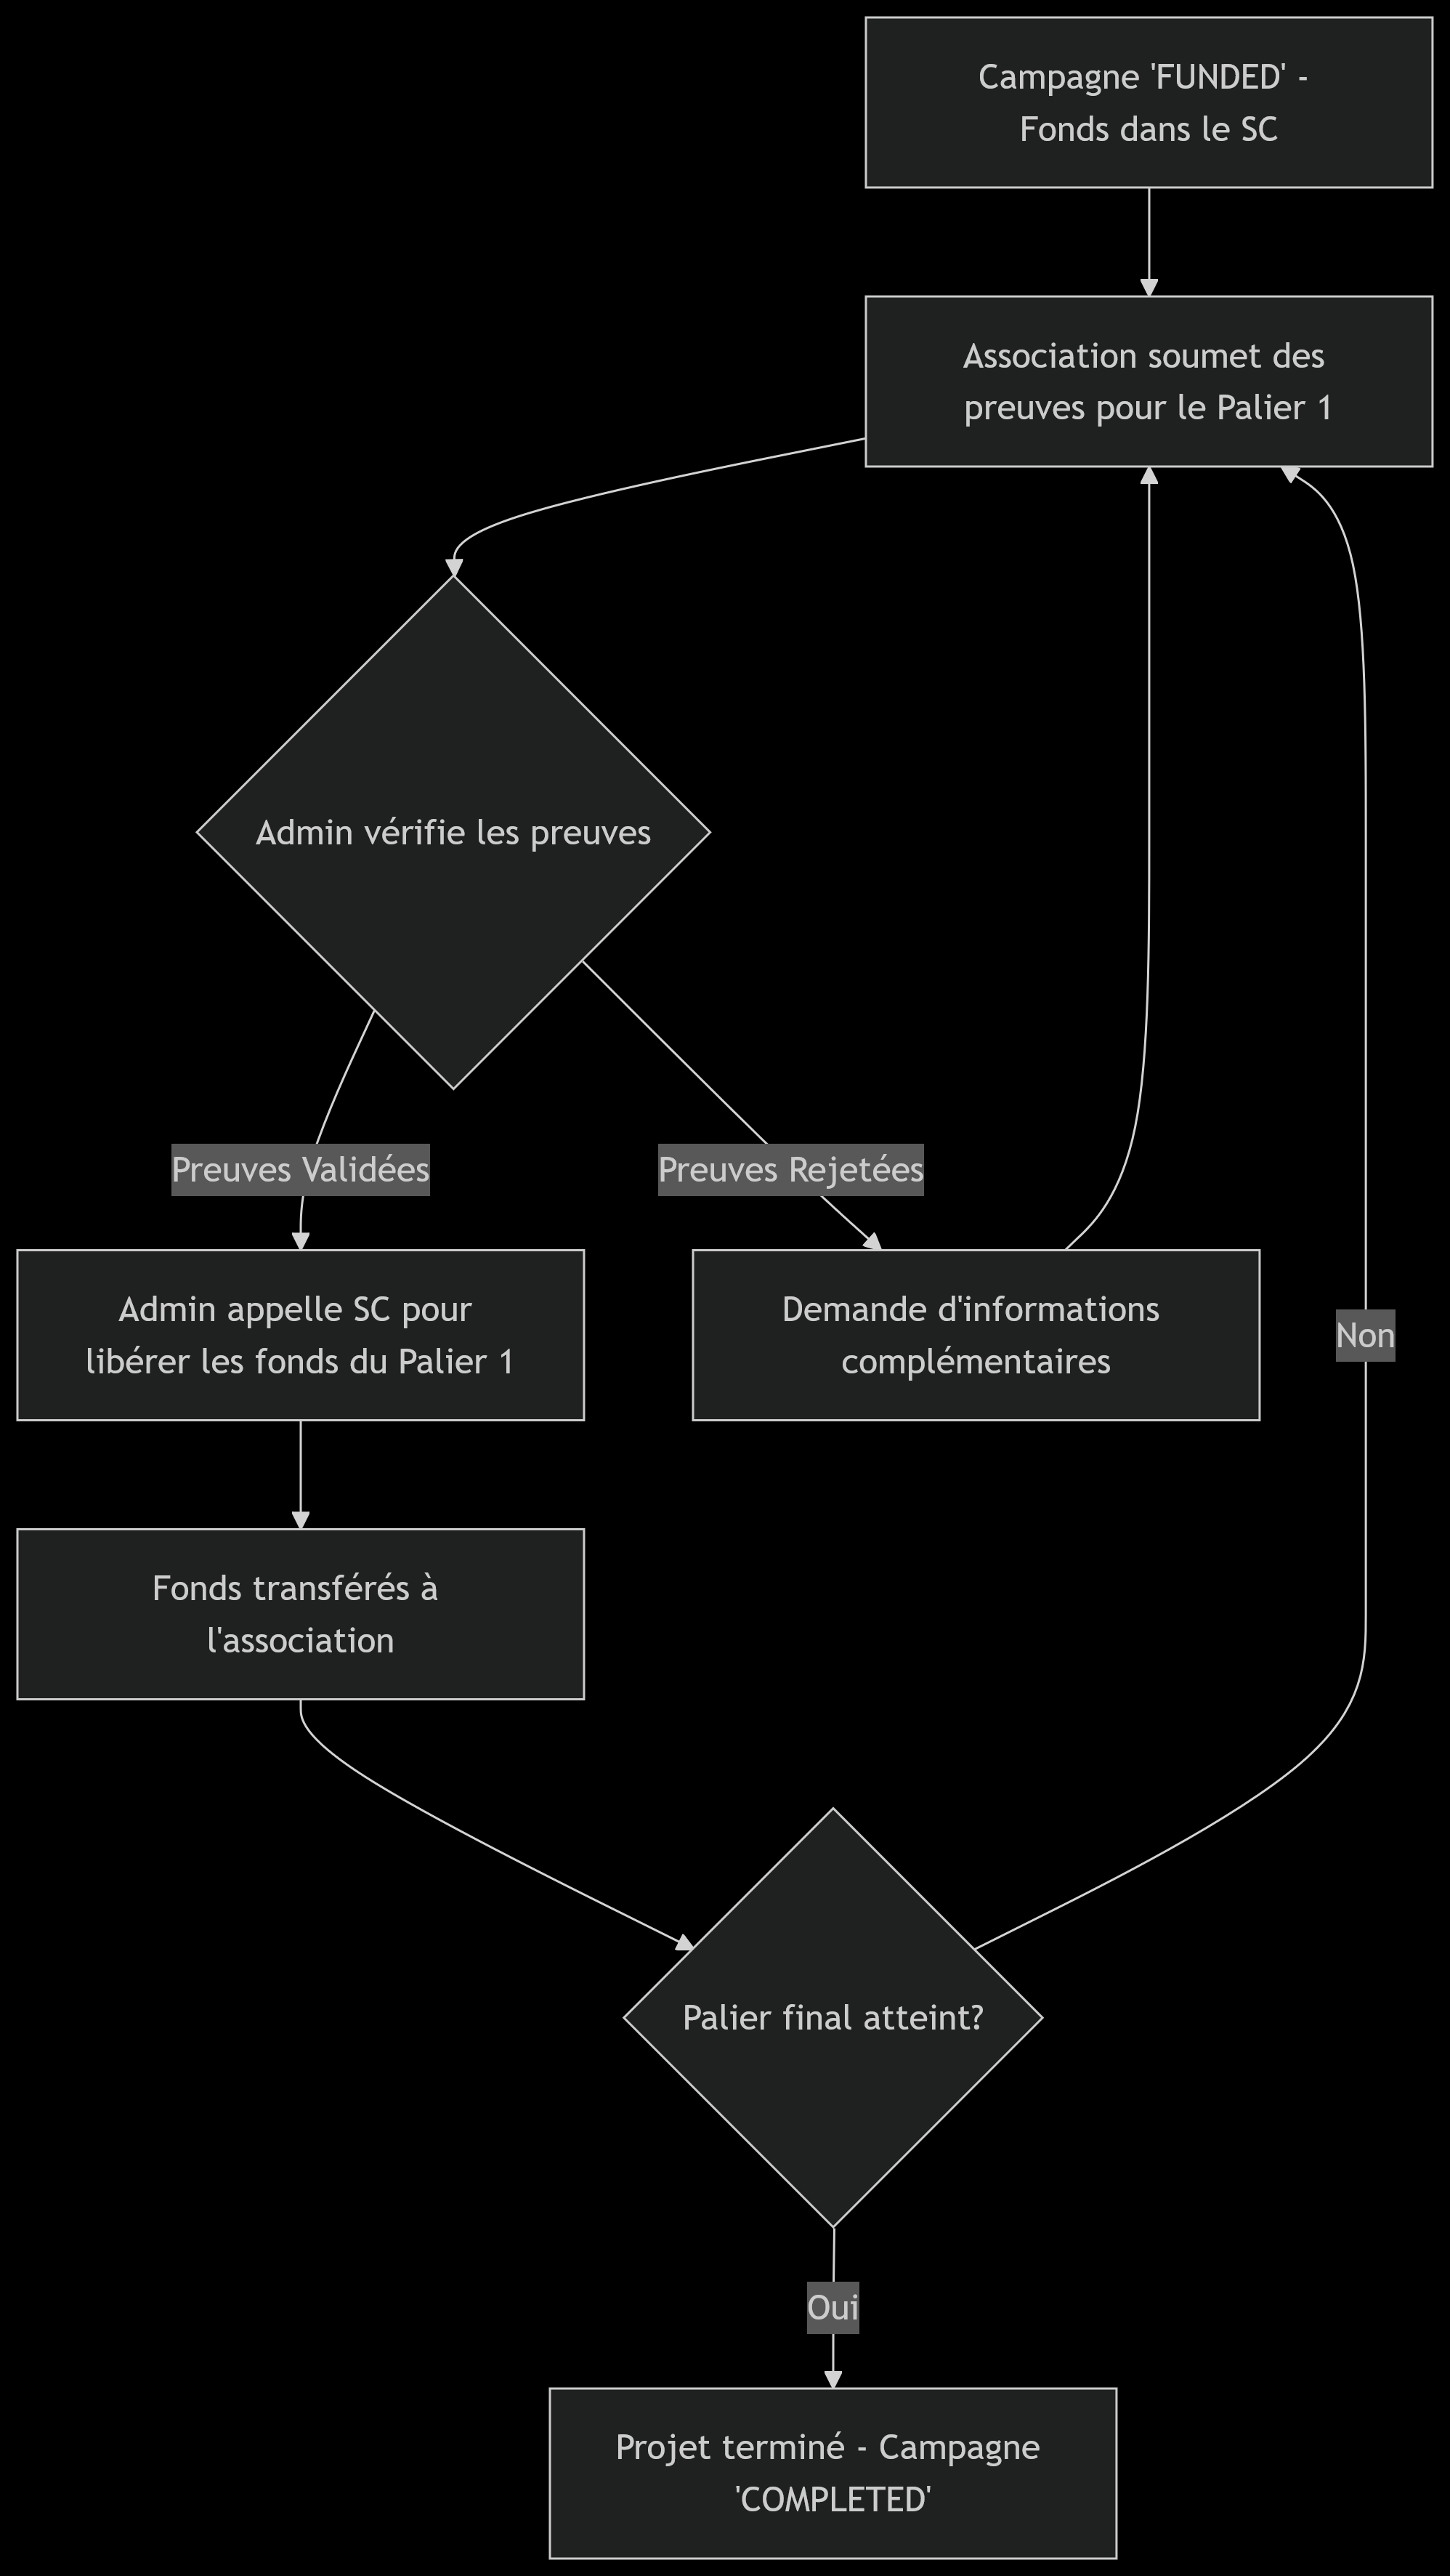 Campagne 'FUNDED' -
Fonds dans le SC
Association soumet des
preuves pour le Palier 1
Admin vérifie les preuves
Preuves Validées
Preuves Rejetées
Admin appelle SC pour
libérer les fonds du Palier 1
Demande d'informations
complémentaires
Non
Fonds transférés à
l'association
Palier final atteint?
Oui
Projet terminé - Campagne
'COMPLETED'